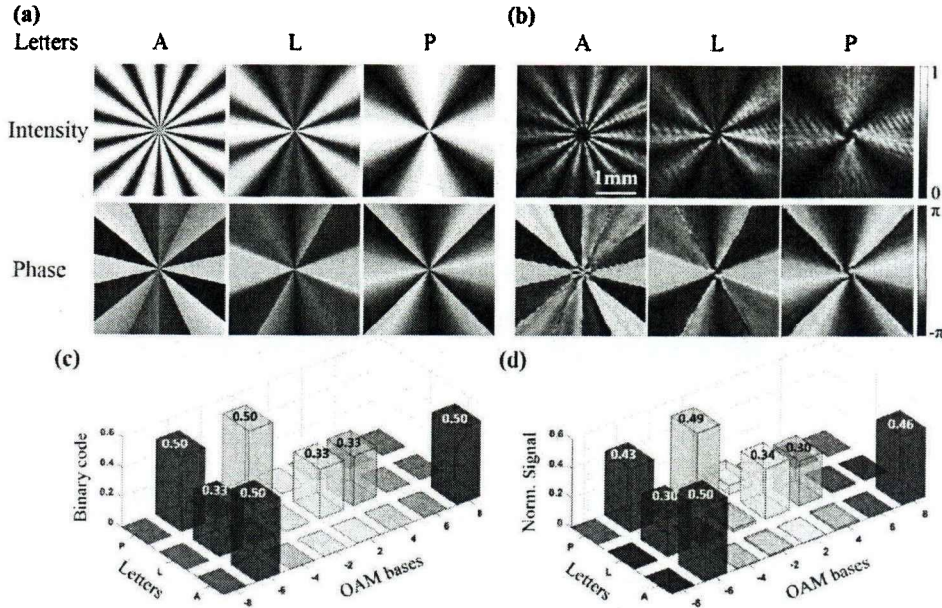 (a) (b)
Letters A L P A L P
Intensity 1
1mm
0
Phase π
-π
(c) (d)
0.6 0.50 0.50 0.33 0.33 0.50
0.4 0.33 0.50
0.2
0
Binary code
P L A
Letters
-8 -6 -4 -2 2 4 6 8
OAM bases
0.6 0.43 0.49 0.34 0.30 0.46
0.4 0.30 0.50
0.2
0
Norm. Signal
P L A
Letters
-6 -4 -2 2 4 6 8
OAM bases